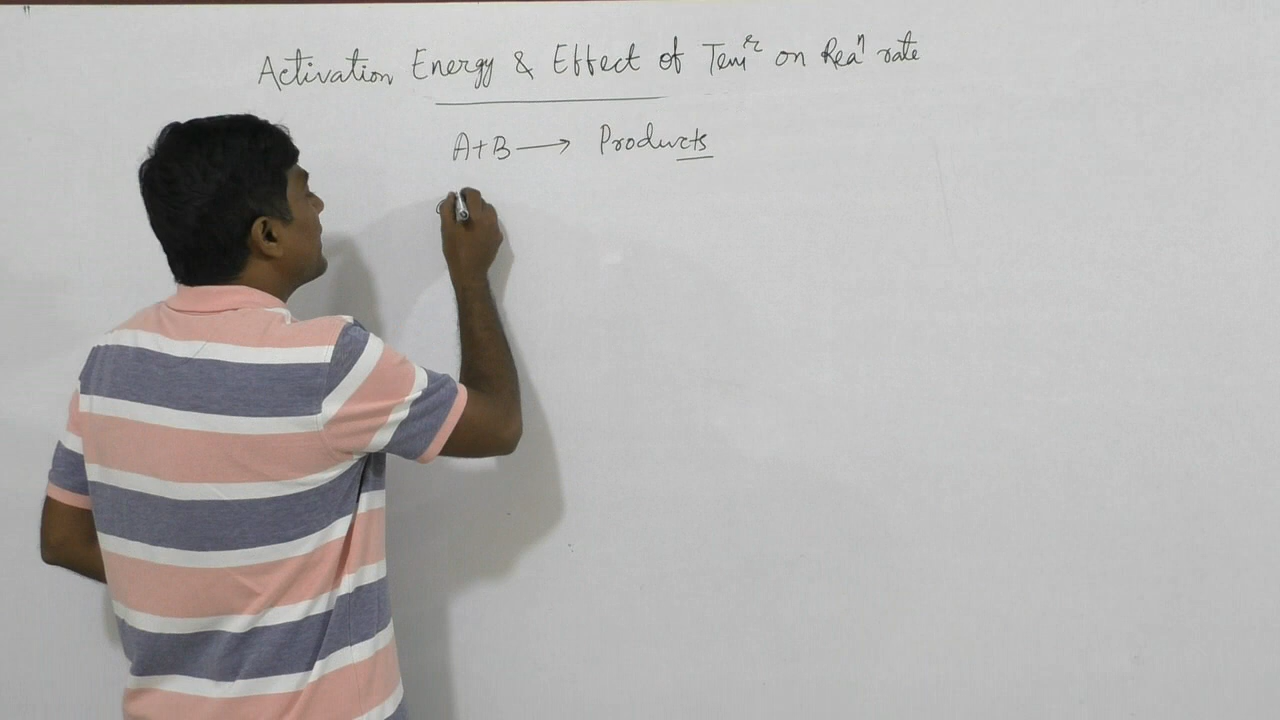 Activation Energy & Effect of Temr on Rean rate
A+B ⟶ Products